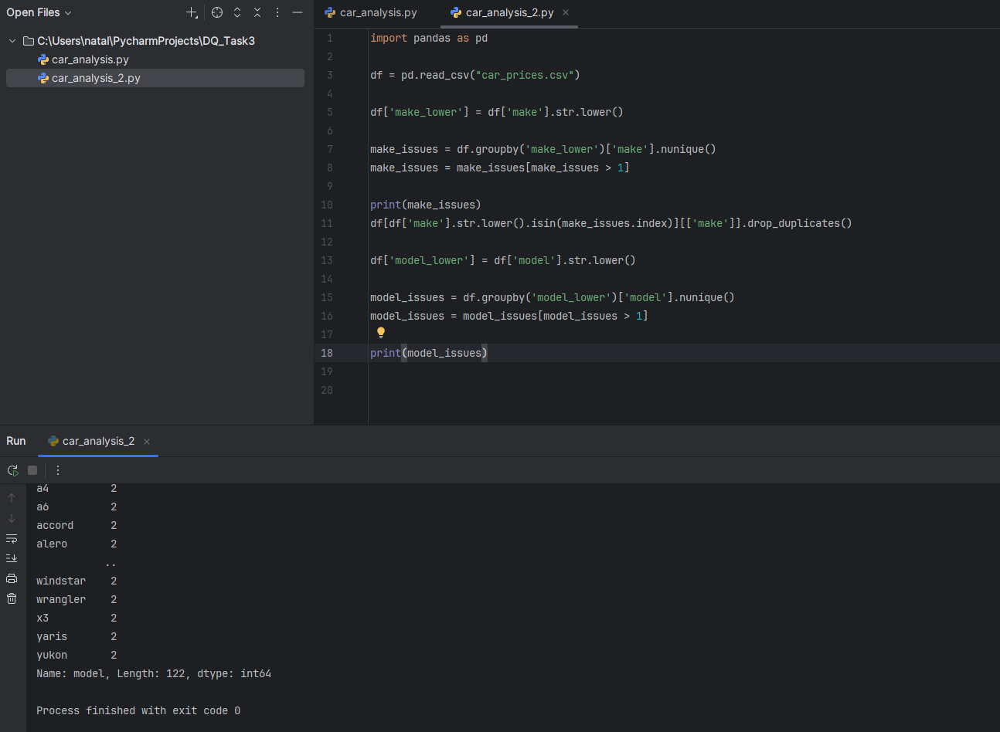 Open Files
C:\Users\natal\PycharmProjects\DQ_Task3
car_analysis.py
car_analysis_2.py
car_analysis.py
car_analysis_2.py
1 import pandas as pd
2
3 df = pd.read_csv("car_prices.csv")
4
5 df['make_lower'] = df['make'].str.lower()
6
7 make_issues = df.groupby('make_lower')['make'].nunique()
8 make_issues = make_issues[make_issues > 1]
9
10 print(make_issues)
11 df[df['make'].str.lower().isin(make_issues.index)][['make']].drop_duplicates()
12
13 df['model_lower'] = df['model'].str.lower()
14
15 model_issues = df.groupby('model_lower')['model'].nunique()
16 model_issues = model_issues[model_issues > 1]
17
18 print(model_issues)
19
20
Run
car_analysis_2
a4 2
a6 2
accord 2
alero 2
..
windstar 2
wrangler 2
x3 2
yaris 2
yukon 2
Name: model, Length: 122, dtype: int64
Process finished with exit code 0